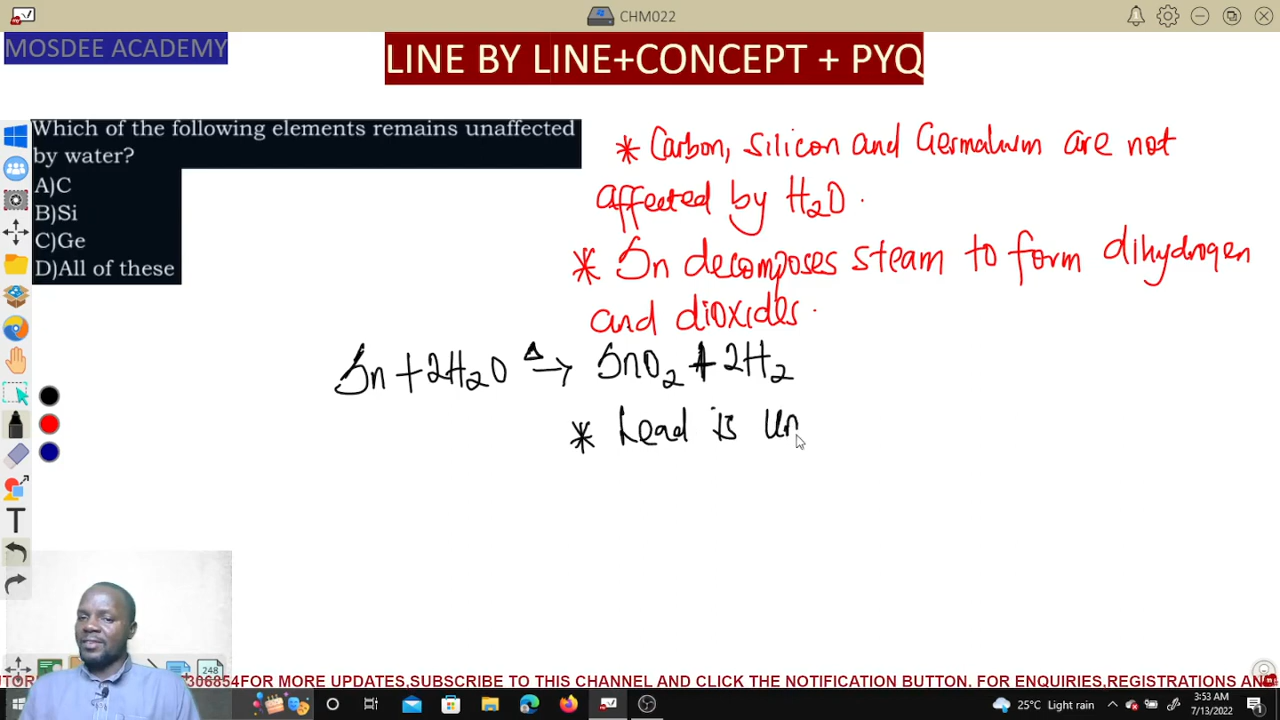 CHM022
MOSDEE ACADEMY
LINE BY LINE+CONCEPT + PYQ
Which of the following elements remains unaffected
by water?
A)C
B)Si
C)Ge
D)All of these
* Carbon, silicon and Germaiuum are not
affected by H₂O.
* Sn decomposes steam to form dihydrogen
and dioxides.
Sn + 2H₂O Δ→ SnO₂ + 2H₂
* Lead is Un
T
248
306854FOR MORE UPDATES,SUBSCRIBE TO THIS CHANNEL AND CLICK THE NOTIFICATION BUTTON. FOR ENQUIRIES,REGISTRATIONS AND
25°C Light rain
3:53 AM
7/13/2022